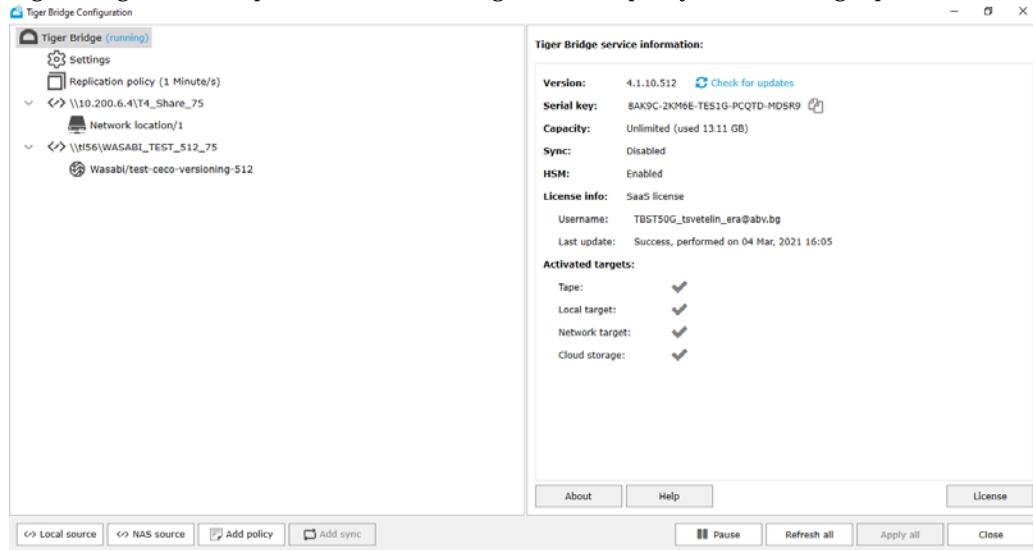 Tiger Bridge Configuration
Tiger Bridge (running)
Settings
Replication policy (1 Minute/s)
\\10.200.6.4\T4_Share_75
Network location/1
\\tl56\WASABI_TEST_512_75
Wasabi/test-ceco-versioning-512
Tiger Bridge service information:
Version: 4.1.10.512 Check for updates
Serial key: 8AK9C-2KM6E-TES1G-PCQTD-MDSR9
Capacity: Unlimited (used 13.11 GB)
Sync: Disabled
HSM: Enabled
License info: SaaS license
Username: TBST50G_tsvetelin_era@abv.bg
Last update: Success, performed on 04 Mar, 2021 16:05
Activated targets:
Tape:
Local target:
Network target:
Cloud storage:
About Help License
Local source NAS source Add policy Add sync Pause Refresh all Apply all Close